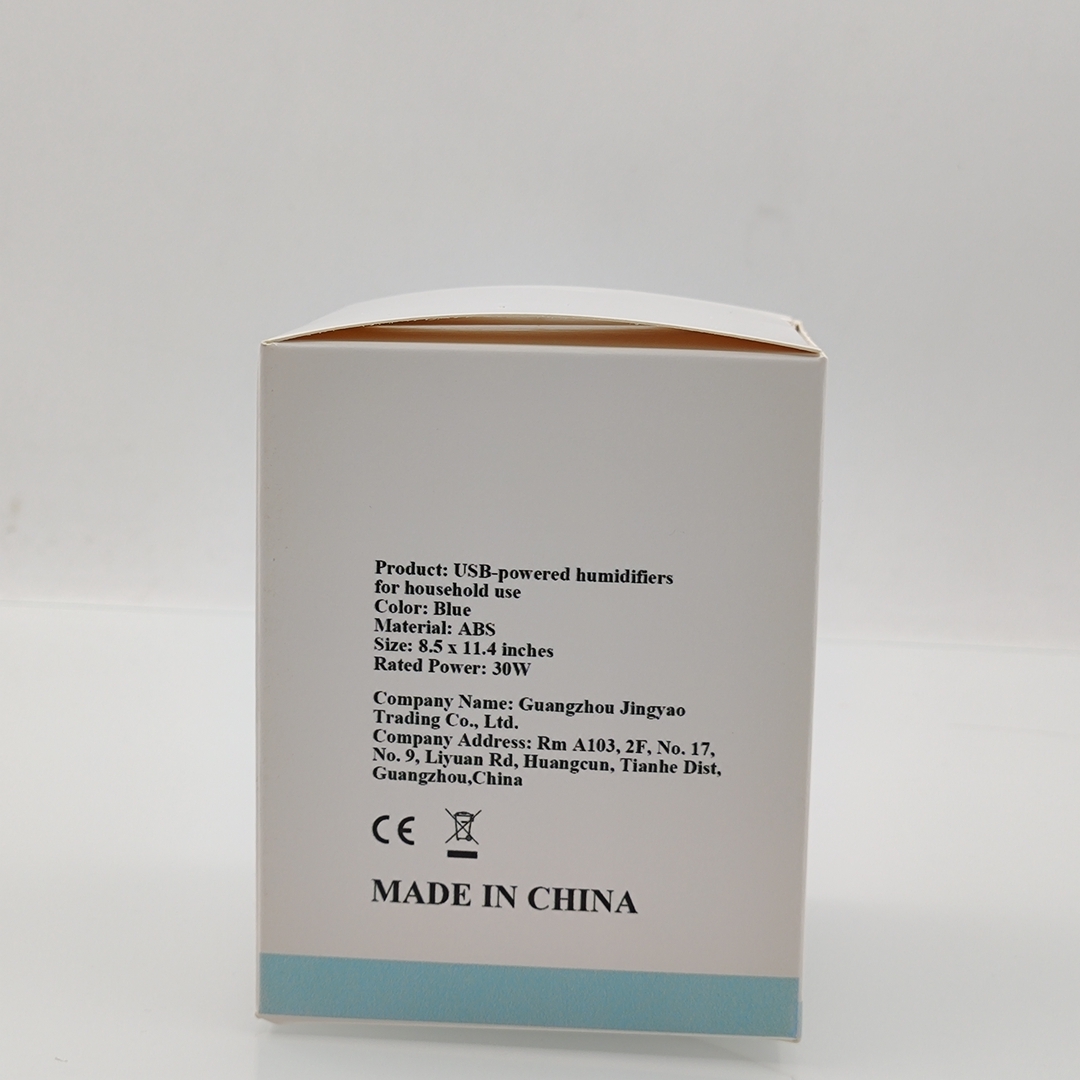 Product: USB-powered humidifiers
for household use
Color: Blue
Material: ABS
Size: 8.5 x 11.4 inches
Rated Power: 30W
Company Name: Guangzhou Jingyao
Trading Co., Ltd.
Company Address: Rm A103, 2F, No. 17,
No. 9, Liyuan Rd, Huangcun, Tianhe Dist,
Guangzhou,China
CE
MADE IN CHINA